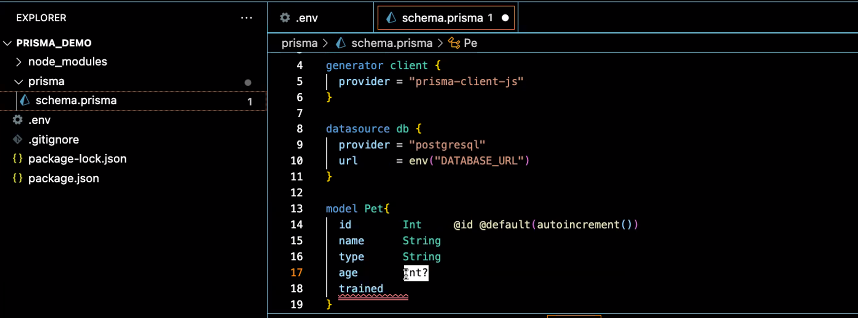 EXPLORER ...
.env
schema.prisma 1
PRISMA_DEMO
node_modules
prisma
schema.prisma 1
.env
.gitignore
{} package-lock.json
{} package.json
prisma > schema.prisma > Pe
4 generator client {
5 provider = "prisma-client-js"
6 }
7
8 datasource db {
9 provider = "postgresql"
10 url = env("DATABASE_URL")
11 }
12
13 model Pet{
14 id Int @id @default(autoincrement())
15 name String
16 type String
17 age Int?
18 trained
19 }